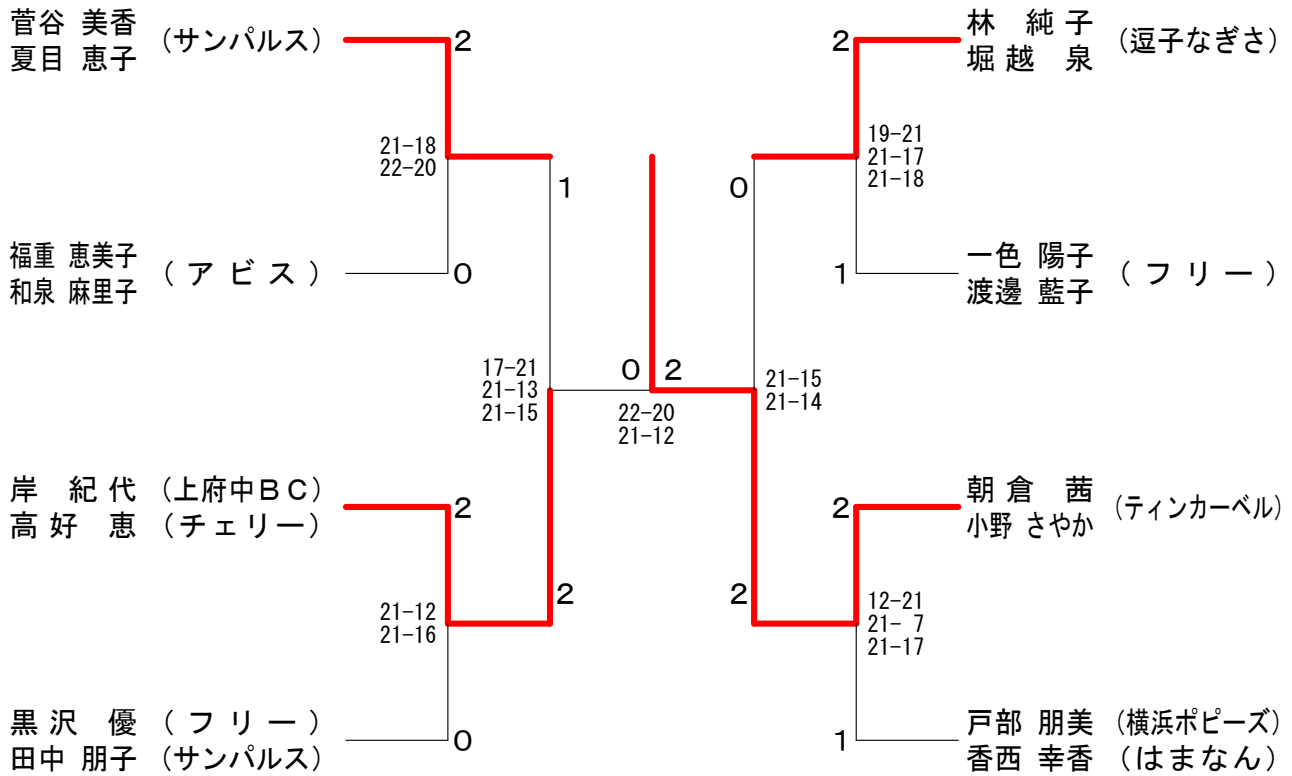 菅谷 美香 (サンパルス)
夏目 恵子
2
21-18
22-20
1
福重 恵美子 (アビス)
和泉 麻里子
0
17-21
21-13
21-15
岸 紀代 (上府中BC)
高好 恵 (チェリー)
2
21-12
21-16
2
黒沢 優 (フリー)
田中 朋子 (サンパルス)
0
0 2
22-20
21-12
林 純子 (逗子なぎさ)
堀越 泉
2
19-21
21-17
21-18
0
一色 陽子 (フリー)
渡邊 藍子
1
21-15
21-14
朝倉 茜 (ティンカーベル)
小野 さやか
2
12-21
21- 7
21-17
2
戸部 朋美 (横浜ポピーズ)
香西 幸香 (はまなん)
1